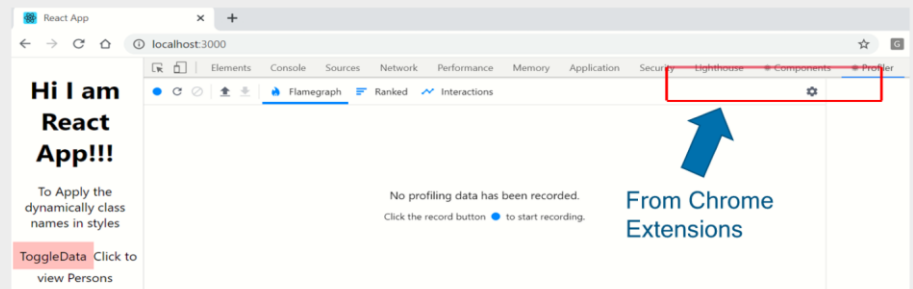 React App
localhost:3000
G
Elements Console Sources Network Performance Memory Application Security Lighthouse Components Profiler
Flamegraph Ranked Interactions
Hi I am
React
App!!!
To Apply the
dynamically class
names in styles
ToggleData Click to
view Persons
No profiling data has been recorded.
Click the record button to start recording.
From Chrome
Extensions